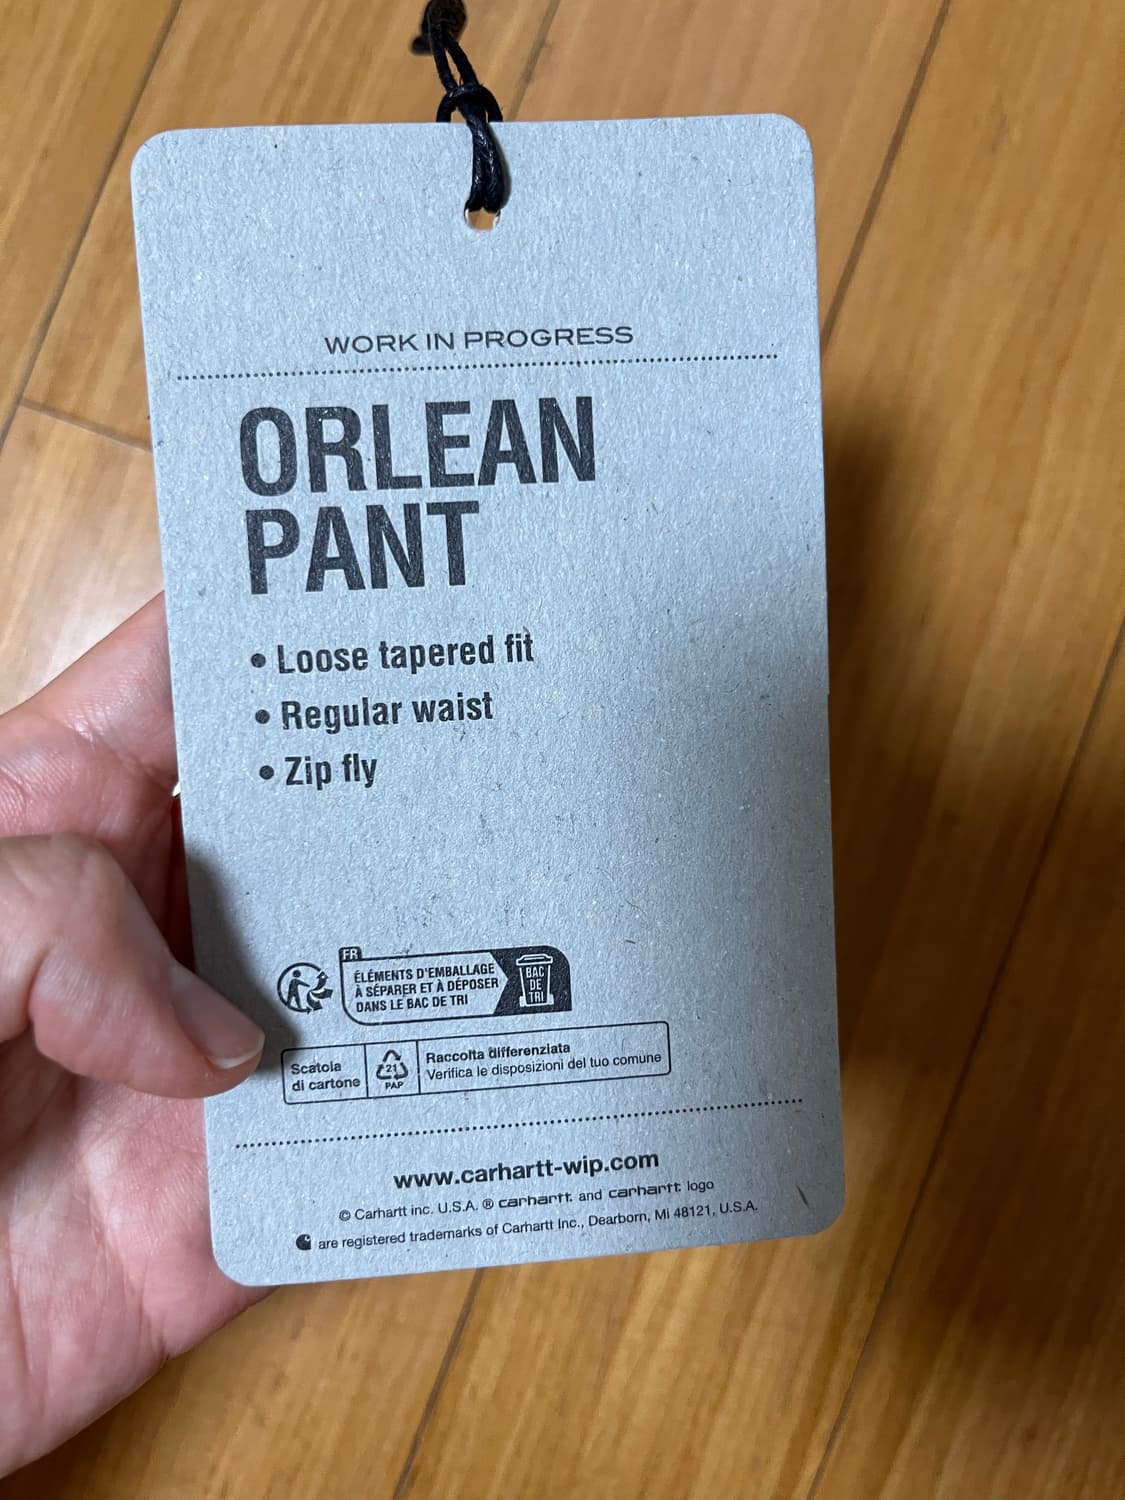 WORK IN PROGRESS
ORLEAN
PANT
• Loose tapered fit
• Regular waist
• Zip fly
FR
ÉLÉMENTS D'EMBALLAGE
À SÉPARER ET À DÉPOSER
DANS LE BAC DE TRI
BAC
DE
TRI
Scatola
di cartone
21
PAP
Raccolta differenziata
Verifica le disposizioni del tuo comune
www.carhartt-wip.com
© Carhartt inc. U.S.A. ® carhartt. and carhartt. logo
are registered trademarks of Carhartt Inc., Dearborn, Mi 48121, U.S.A.